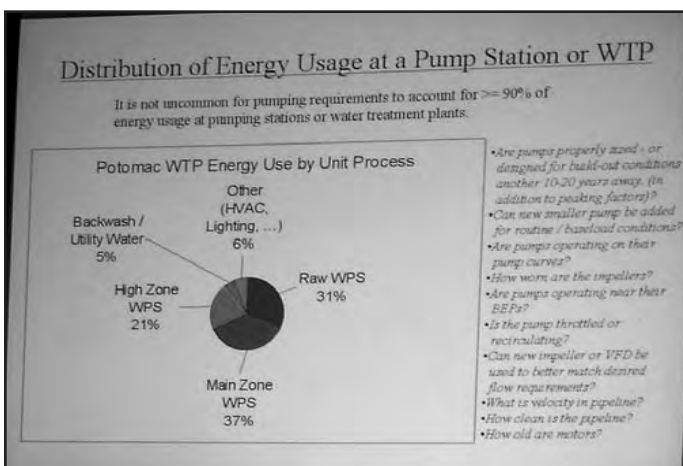 Distribution of Energy Usage at a Pump Station or WTP
It is not uncommon for pumping requirements to account for >= 90% of
energy usage at pumping stations or water treatment plants.
Potomac WTP Energy Use by Unit Process
Other
(HVAC,
Lighting, ...)
6%
Backwash /
Utility Water
5%
High Zone
WPS
21%
Raw WPS
31%
Main Zone
WPS
37%
•Are pumps properly sized - or
designed for build-out conditions
another 10-20 years away, (in
addition to peaking factors)?
•Can new smaller pump be added
for routine / baseload conditions?
•Are pumps operating on their
pump curves?
•How worn are the impellers?
•Are pumps operating near their
BEPs?
•Is the pump throttled or
recirculating?
•Can new impeller or VFD be
used to better match desired
flow requirements?
•What is velocity in pipeline?
•How clean is the pipeline?
•How old are motors?